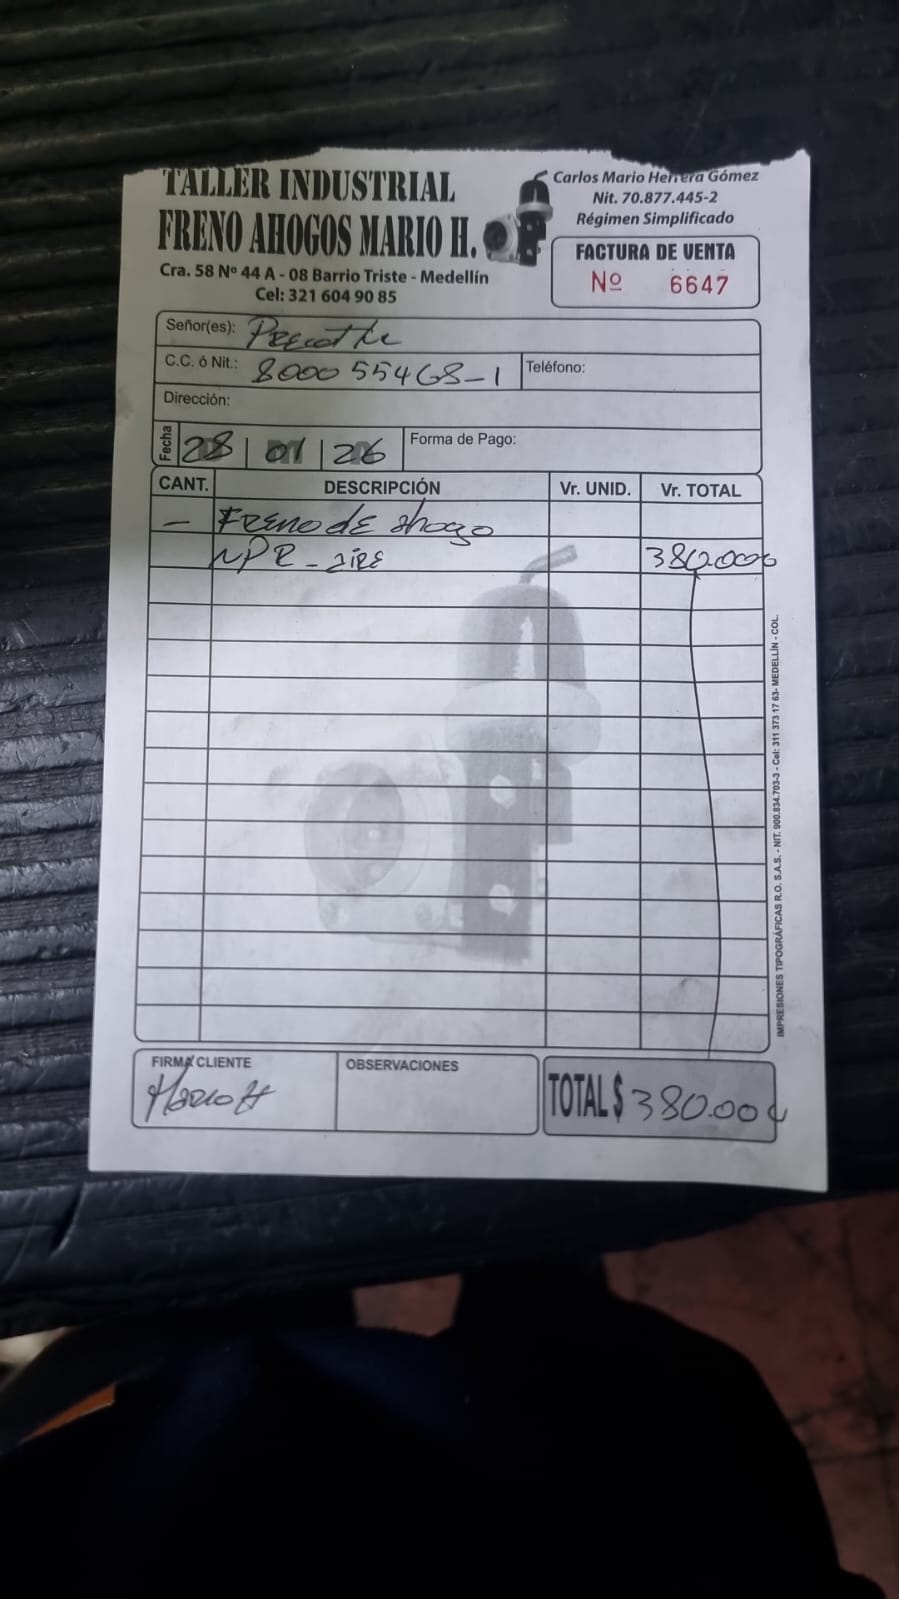 TALLER INDUSTRIAL
FRENO AHOGOS MARIO H.
Cra. 58 Nº 44 A - 08 Barrio Triste - Medellín
Cel: 321 604 90 85
Carlos Mario Herrera Gómez
Nit. 70.877.445-2
Régimen Simplificado
FACTURA DE VENTA
Nº 6647
Señor(es):
C.C. ó Nit.: 800055468-1 Teléfono:
Dirección:
Fecha 28 | 01 | 26 Forma de Pago:
CANT. DESCRIPCIÓN Vr. UNID. Vr. TOTAL
— Freno de ahogo
NPR - aire 380.000
FIRMA CLIENTE OBSERVACIONES
Mario H TOTAL $ 380.000
IMPRESIONES TIPOGRÁFICAS R.O. S.A.S. - NIT. 900.834.703-3 - Cel: 311 373 17 63- MEDELLÍN - COL.